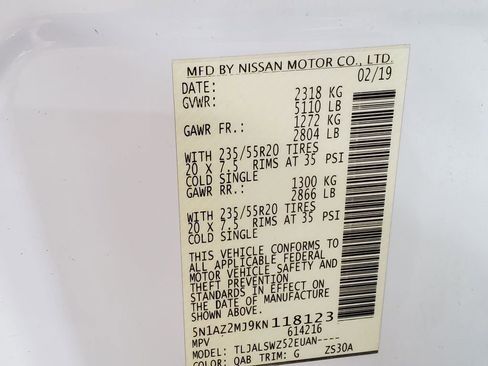 MFD BY NISSAN MOTOR CO., LTD.
DATE: 02/19
GVWR: 2318 KG
5110 LB
GAWR FR.: 1272 KG
2804 LB
WITH 235/55R20 TIRES
20 X 7.5 RIMS AT 35 PSI
COLD SINGLE
GAWR RR.: 1300 KG
2866 LB
WITH 235/55R20 TIRES
20 X 7.5 RIMS AT 35 PSI
COLD SINGLE
THIS VEHICLE CONFORMS TO
ALL APPLICABLE FEDERAL
MOTOR VEHICLE SAFETY AND
THEFT PREVENTION
STANDARDS IN EFFECT ON
THE DATE OF MANUFACTURE
SHOWN ABOVE.
5N1AZ2MJ9KN118123
MPV 614216
MODEL: TLJALSWZ52EUAN----
COLOR: QAB TRIM: G ZS30A